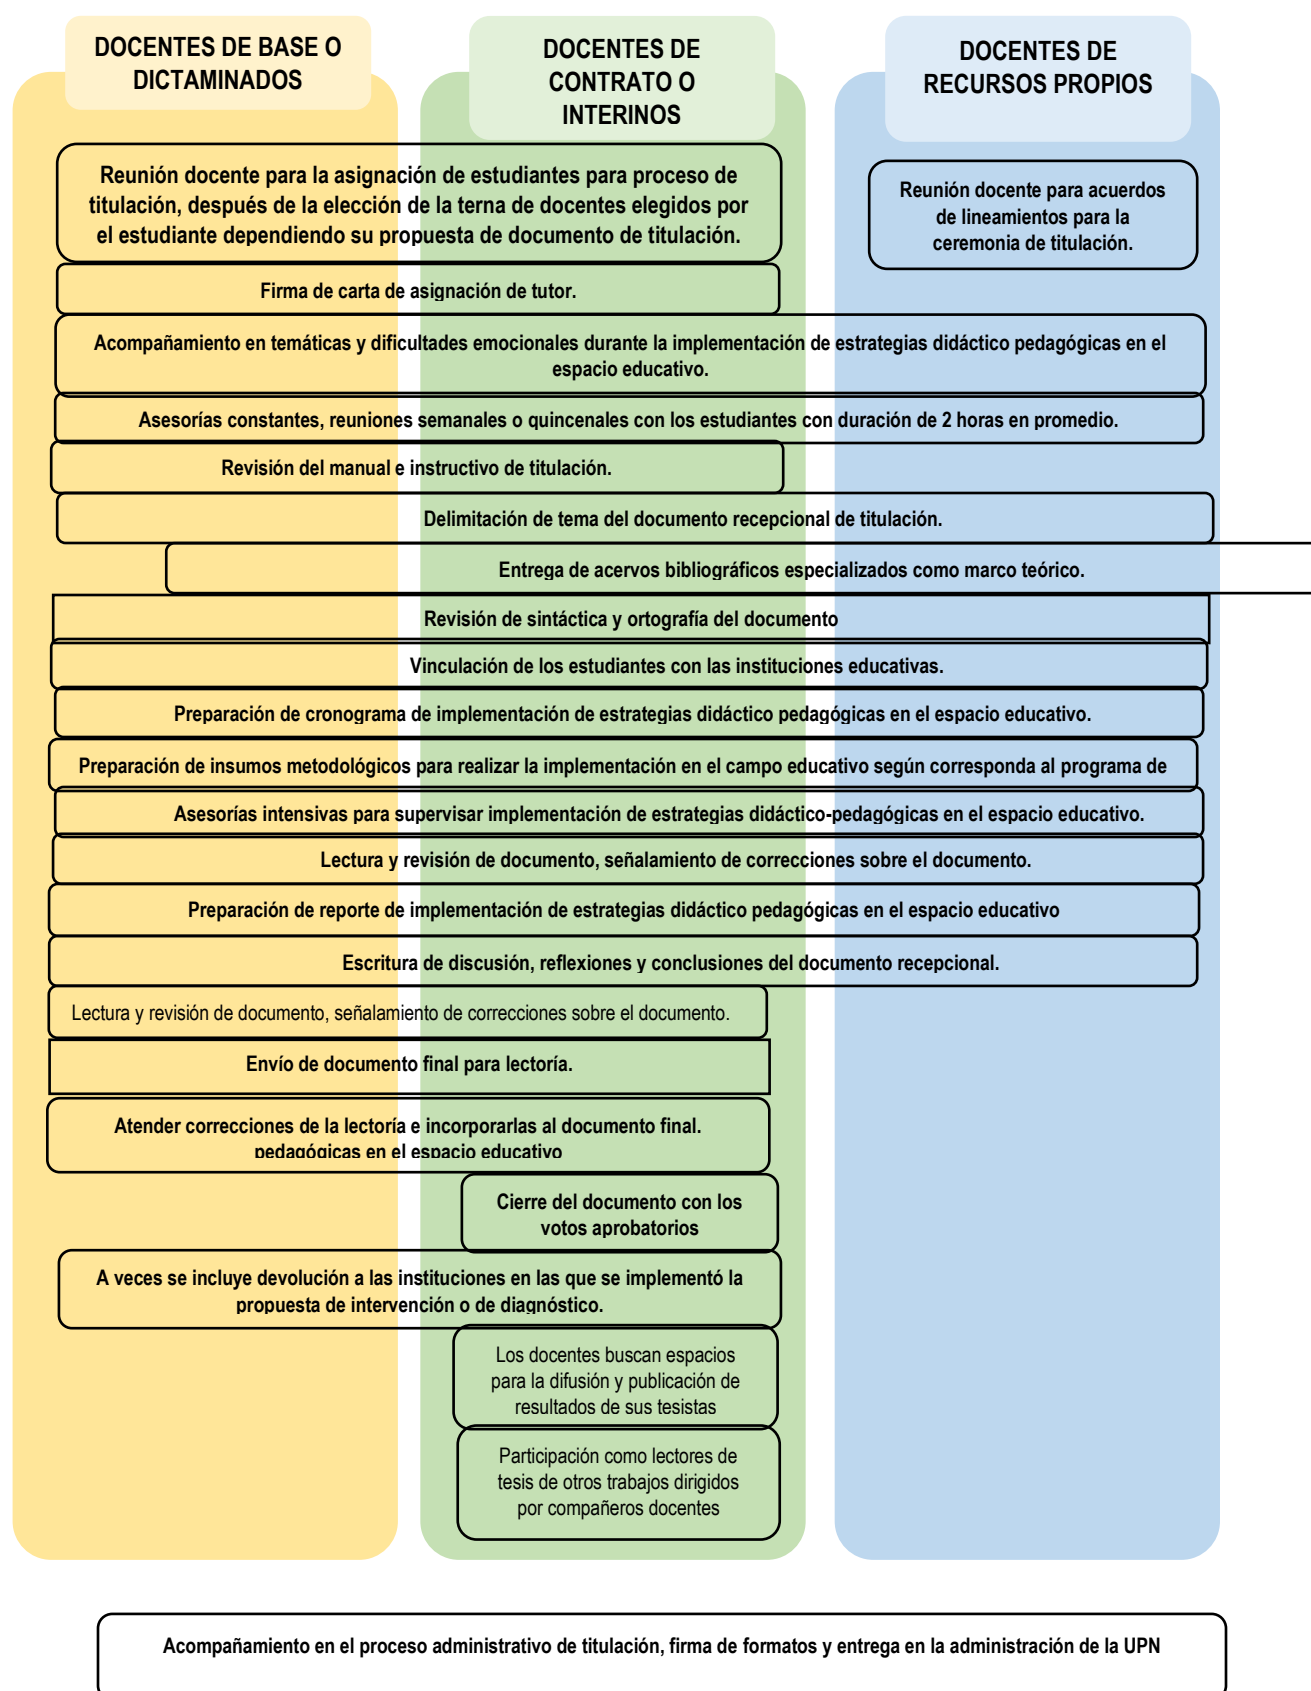 DOCENTES DE BASE O
DICTAMINADOS
DOCENTES DE
CONTRATO O
INTERINOS
DOCENTES DE
RECURSOS PROPIOS
Reunión docente para la asignación de estudiantes para proceso de
titulación, después de la elección de la terna de docentes elegidos por
el estudiante dependiendo su propuesta de documento de titulación.
Reunión docente para acuerdos
de lineamientos para la
ceremonia de titulación.
Firma de carta de asignación de tutor.
Acompañamiento en temáticas y dificultades emocionales durante la implementación de estrategias didáctico pedagógicas en el
espacio educativo.
Asesorías constantes, reuniones semanales o quincenales con los estudiantes con duración de 2 horas en promedio.
Revisión del manual e instructivo de titulación.
Delimitación de tema del documento recepcional de titulación.
Entrega de acervos bibliográficos especializados como marco teórico.
Revisión de sintáctica y ortografía del documento
Vinculación de los estudiantes con las instituciones educativas.
Preparación de cronograma de implementación de estrategias didáctico pedagógicas en el espacio educativo.
Preparación de insumos metodológicos para realizar la implementación en el campo educativo según corresponda al programa de
Asesorías intensivas para supervisar implementación de estrategias didáctico-pedagógicas en el espacio educativo.
Lectura y revisión de documento, señalamiento de correcciones sobre el documento.
Preparación de reporte de implementación de estrategias didáctico pedagógicas en el espacio educativo
Escritura de discusión, reflexiones y conclusiones del documento recepcional.
Lectura y revisión de documento, señalamiento de correcciones sobre el documento.
Envío de documento final para lectoría.
Atender correcciones de la lectoría e incorporarlas al documento final.
pedagógicas en el espacio educativo
Cierre del documento con los
votos aprobatorios
A veces se incluye devolución a las instituciones en las que se implementó la
propuesta de intervención o de diagnóstico.
Los docentes buscan espacios
para la difusión y publicación de
resultados de sus tesistas
Participación como lectores de
tesis de otros trabajos dirigidos
por compañeros docentes
Acompañamiento en el proceso administrativo de titulación, firma de formatos y entrega en la administración de la UPN